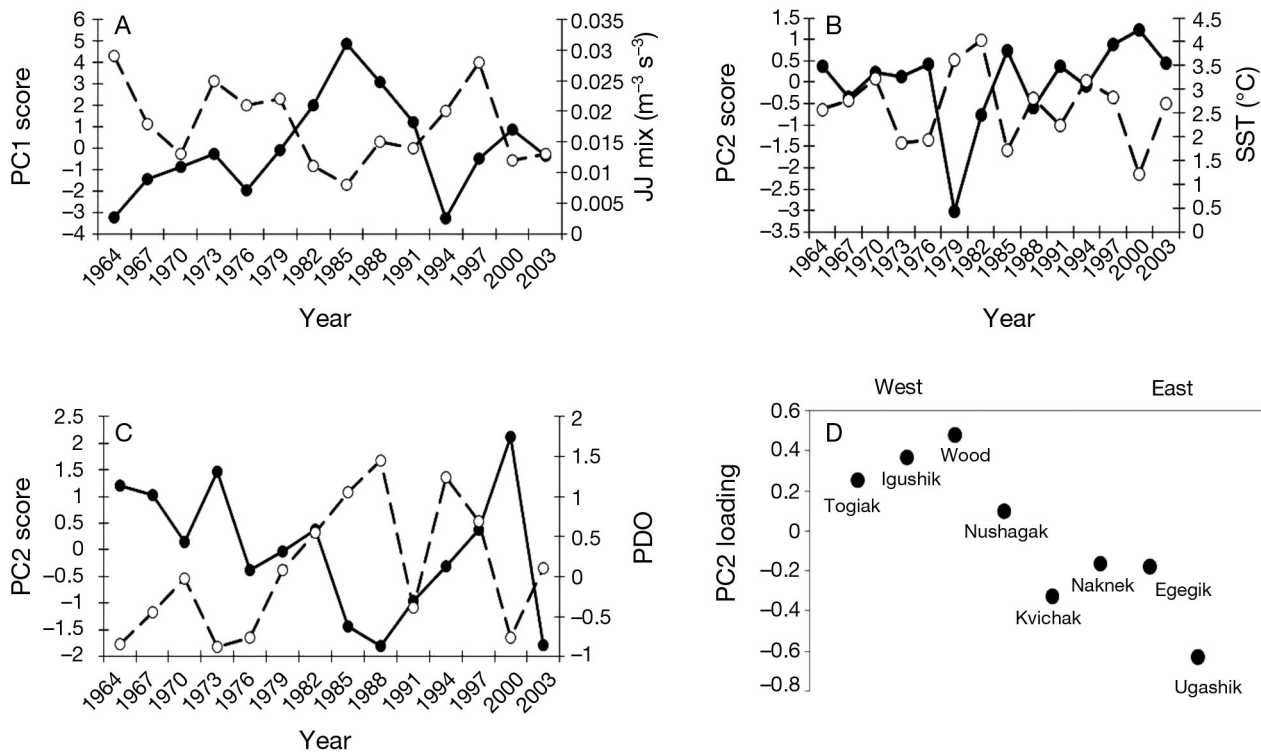 A
PC1 score
6
5
4
3
2
1
0
−1
−2
−3
−4
0.035
0.03
0.025
0.02
0.015
0.01
0.005
0
JJ mix (m⁻³ s⁻³)
1964 1967 1970 1973 1976 1979 1982 1985 1988 1991 1994 1997 2000 2003
Year
B
PC2 score
1.5
1
0.5
0
−0.5
−1
−1.5
−2
−2.5
−3
−3.5
4.5
4
3.5
3
2.5
2
1.5
1
0.5
0
SST (°C)
1964 1967 1970 1973 1976 1979 1982 1985 1988 1991 1994 1997 2000 2003
Year
C
PC2 score
2.5
2
1.5
1
0.5
0
−0.5
−1
−1.5
−2
2
1.5
1
0.5
0
−0.5
−1
PDO
1964 1967 1970 1973 1976 1979 1982 1985 1988 1991 1994 1997 2000 2003
Year
West East
D
PC2 loading
0.6
0.4
0.2
0
−0.2
−0.4
−0.6
−0.8
Togiak
Igushik
Wood
Nushagak
Kvichak
Naknek
Egegik
Ugashik